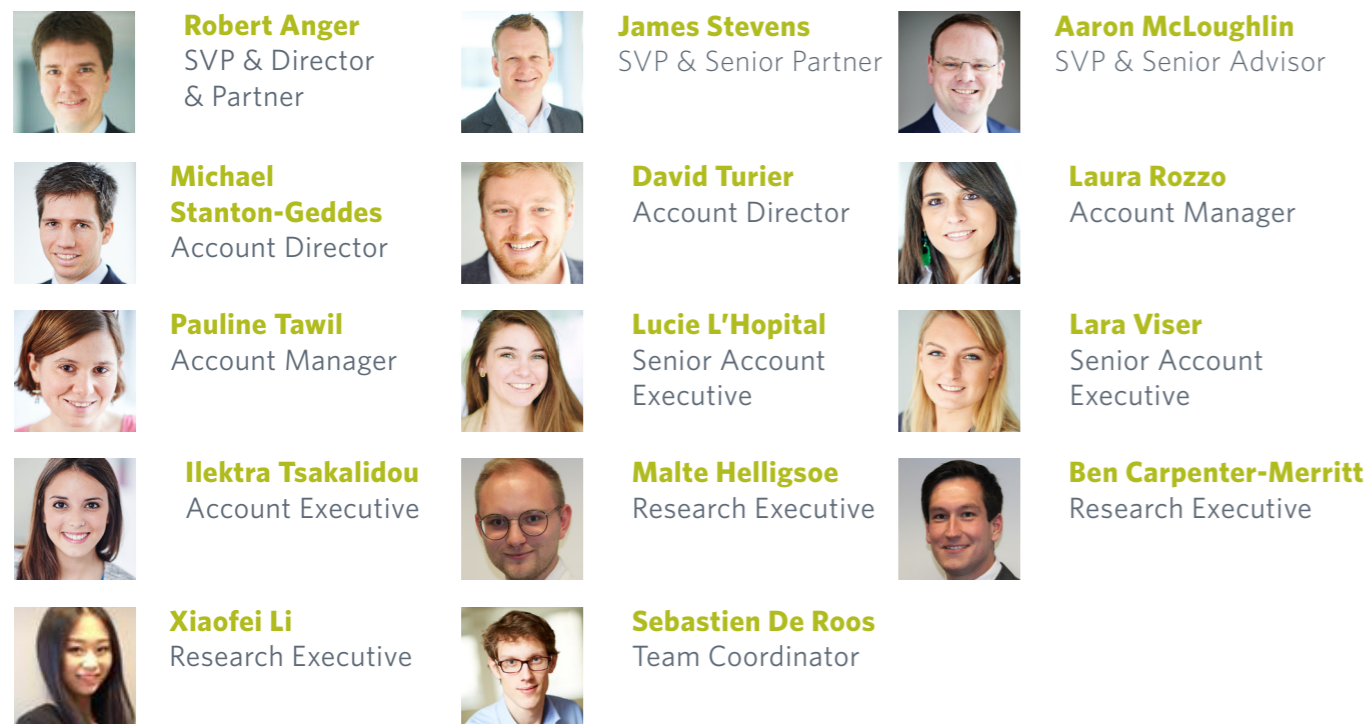 Robert Anger
SVP & Director
& Partner
James Stevens
SVP & Senior Partner
Aaron McLoughlin
SVP & Senior Advisor
Michael
Stanton-Geddes
Account Director
David Turier
Account Director
Laura Rozzo
Account Manager
Pauline Tawil
Account Manager
Lucie L’Hopital
Senior Account
Executive
Lara Viser
Senior Account
Executive
Ilektra Tsakalidou
Account Executive
Malte Helligsoe
Research Executive
Ben Carpenter-Merritt
Research Executive
Xiaofei Li
Research Executive
Sebastien De Roos
Team Coordinator